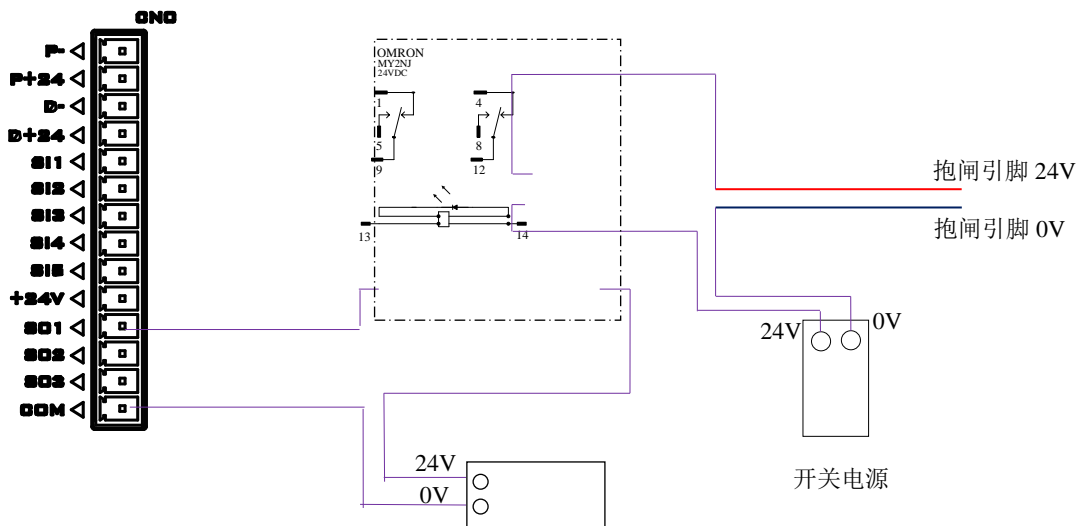 CN0
P-
P+24
D-
D+24
SI1
SI2
SI3
SI4
SI5
+24V
SO1
SO2
SO3
COM
OMRON
MY2NJ
24VDC
1
4
5
8
9
12
13
14
抱闸引脚 24V
抱闸引脚 0V
24V
0V
开关电源
24V
0V